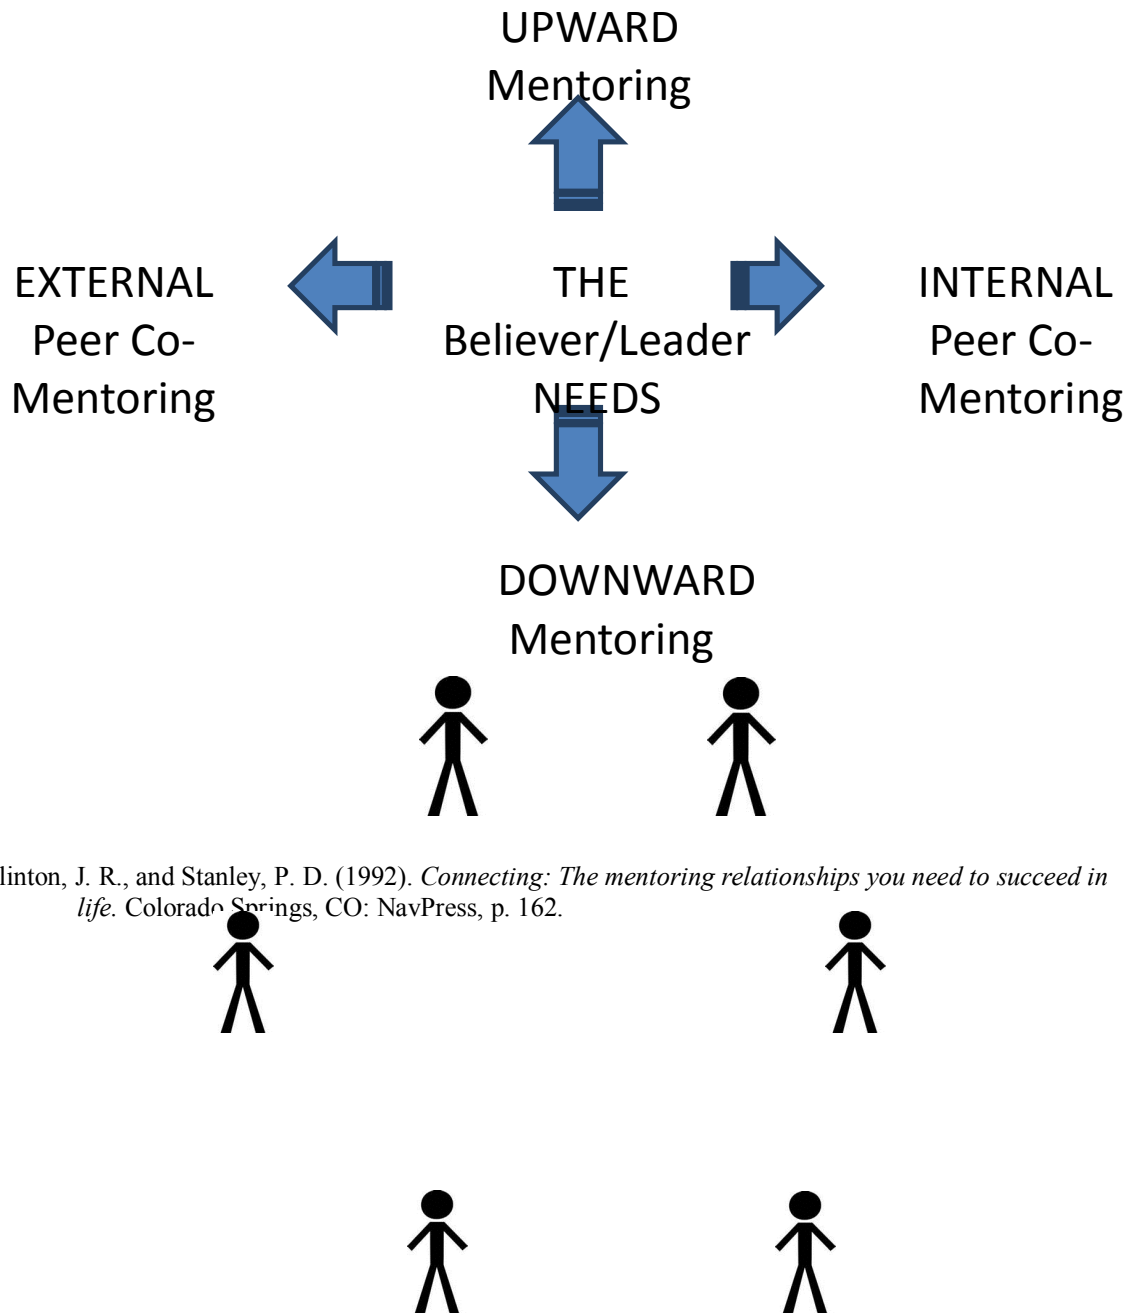 UPWARD
Mentoring
EXTERNAL
Peer Co-
Mentoring
THE
Believer/Leader
NEEDS
INTERNAL
Peer Co-
Mentoring
DOWNWARD
Mentoring
linton, J. R., and Stanley, P. D. (1992). Connecting: The mentoring relationships you need to succeed in
life. Colorado Springs, CO: NavPress, p. 162.